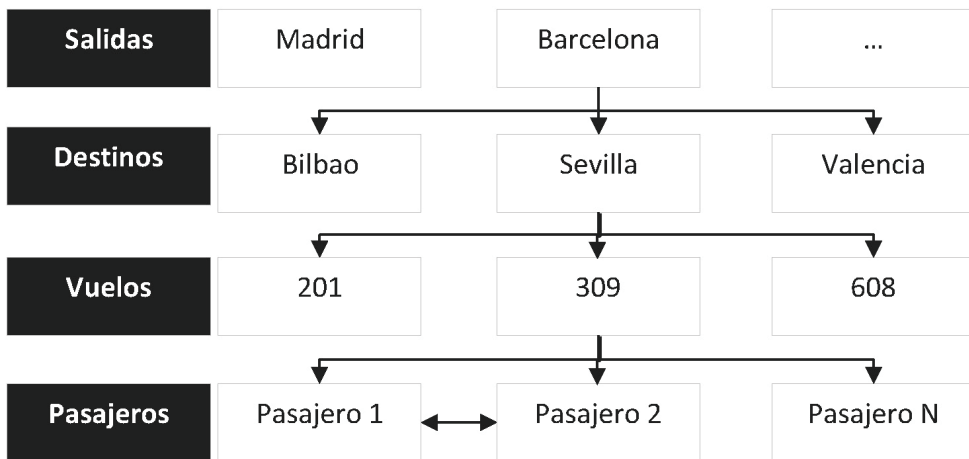 Salidas Madrid Barcelona ...
Destinos Bilbao Sevilla Valencia
Vuelos 201 309 608
Pasajeros Pasajero 1 Pasajero 2 Pasajero N